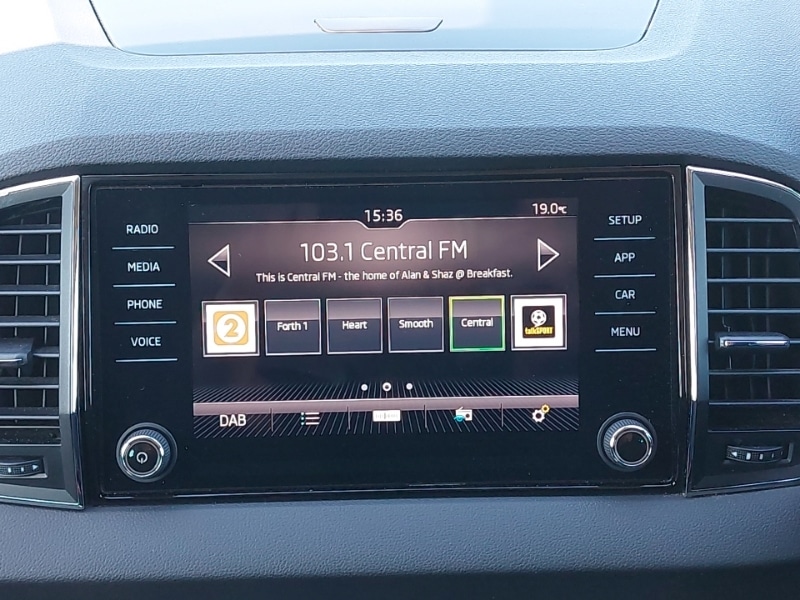 15:36
19.0°C
RADIO
MEDIA
PHONE
VOICE
103.1 Central FM
This is Central FM - the home of Alan & Shaz @ Breakfast.
2
Forth 1
Heart
Smooth
Central
talkSPORT
DAB
SETUP
APP
CAR
MENU